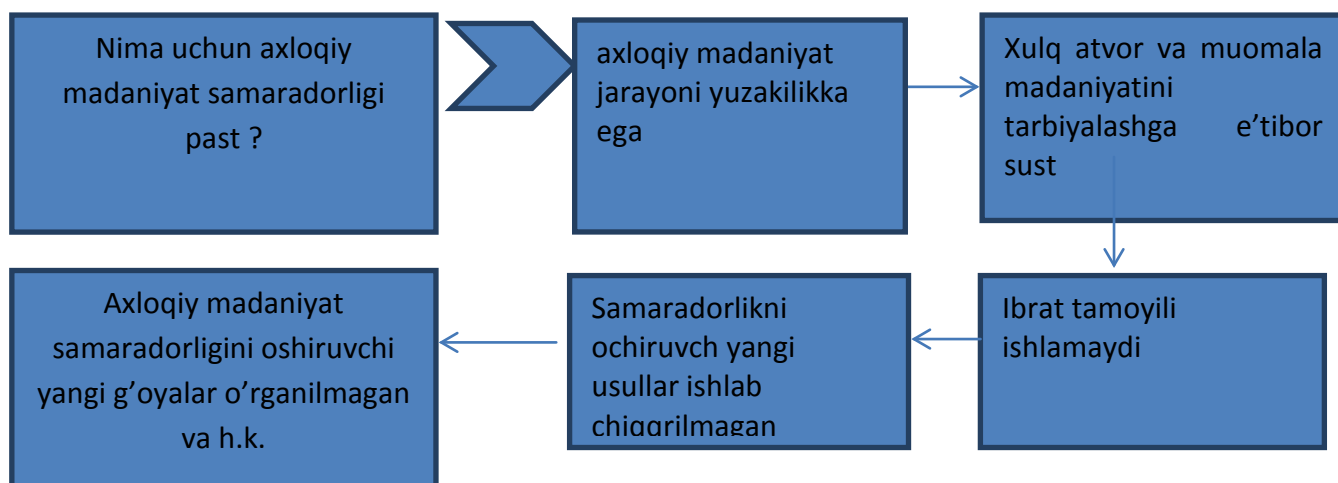 Nima uchun axloqiy
madaniyat samaradorligi
past ?
axloqiy madaniyat
jarayoni yuzakilikka
ega
Xulq atvor va muomala
madaniyatini
tarbiyalashga e’tibor
sust
Ibrat tamoyili
ishlamaydi
Samaradorlikni
ochiruvch yangi
usullar ishlab
chiqarilmagan
Axloqiy madaniyat
samaradorligini oshiruvchi
yangi g’oyalar o’rganilmagan
va h.k.